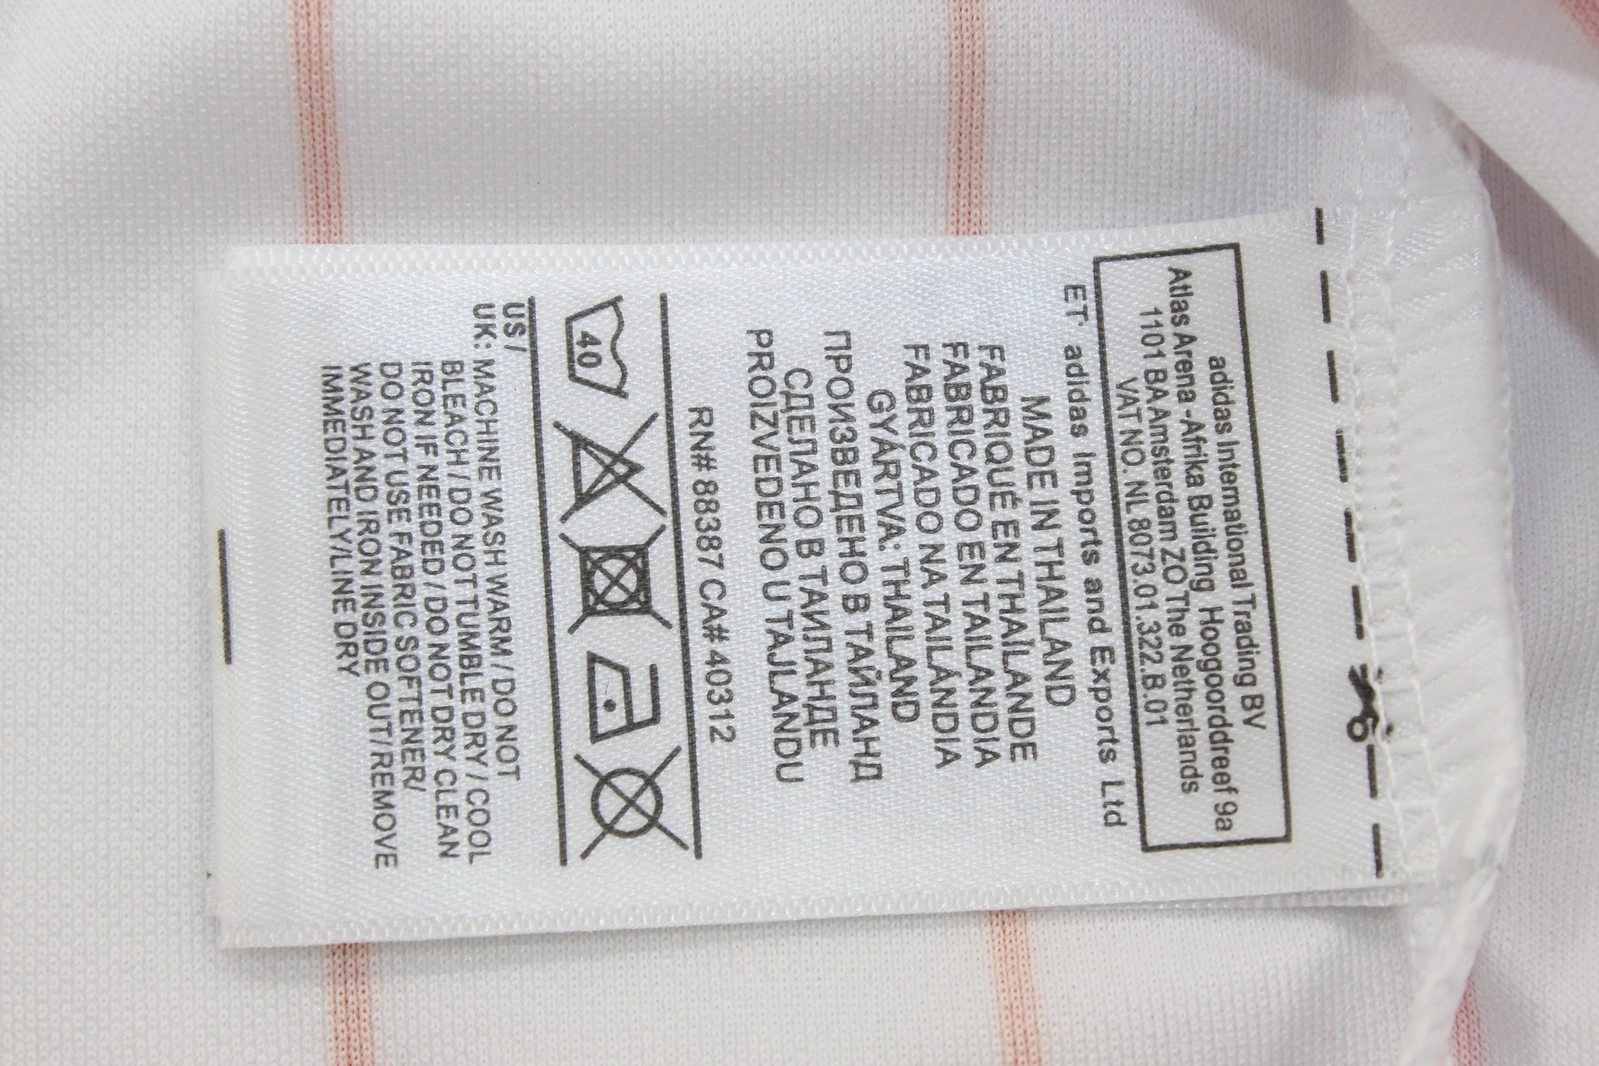 adidas International Trading BV
Atlas Arena -Afrika Building Hoogoorddreef 9a
1101 BA Amsterdam ZO The Netherlands
VAT NO. NL 8073.01.322.B.01
ET: adidas Imports and Exports Ltd
MADE IN THAILAND
FABRIQUÉ EN THAÏLANDE
FABRICADO EN TAILANDIA
FABRICADO NA TAILÁNDIA
GYÁRTVA: THAILAND
ПРОИЗВЕДЕНО В ТАЙЛАНД
СДЕЛАНО В ТАИЛАНДЕ
PROIZVEDENO U TAJLANDU
RN# 88387 CA# 40312
40
US /
UK: MACHINE WASH WARM / DO NOT
BLEACH / DO NOT TUMBLE DRY / COOL
IRON IF NEEDED / DO NOT DRY CLEAN
DO NOT USE FABRIC SOFTENER/
WASH AND IRON INSIDE OUT/ REMOVE
IMMEDIATELY/LINE DRY